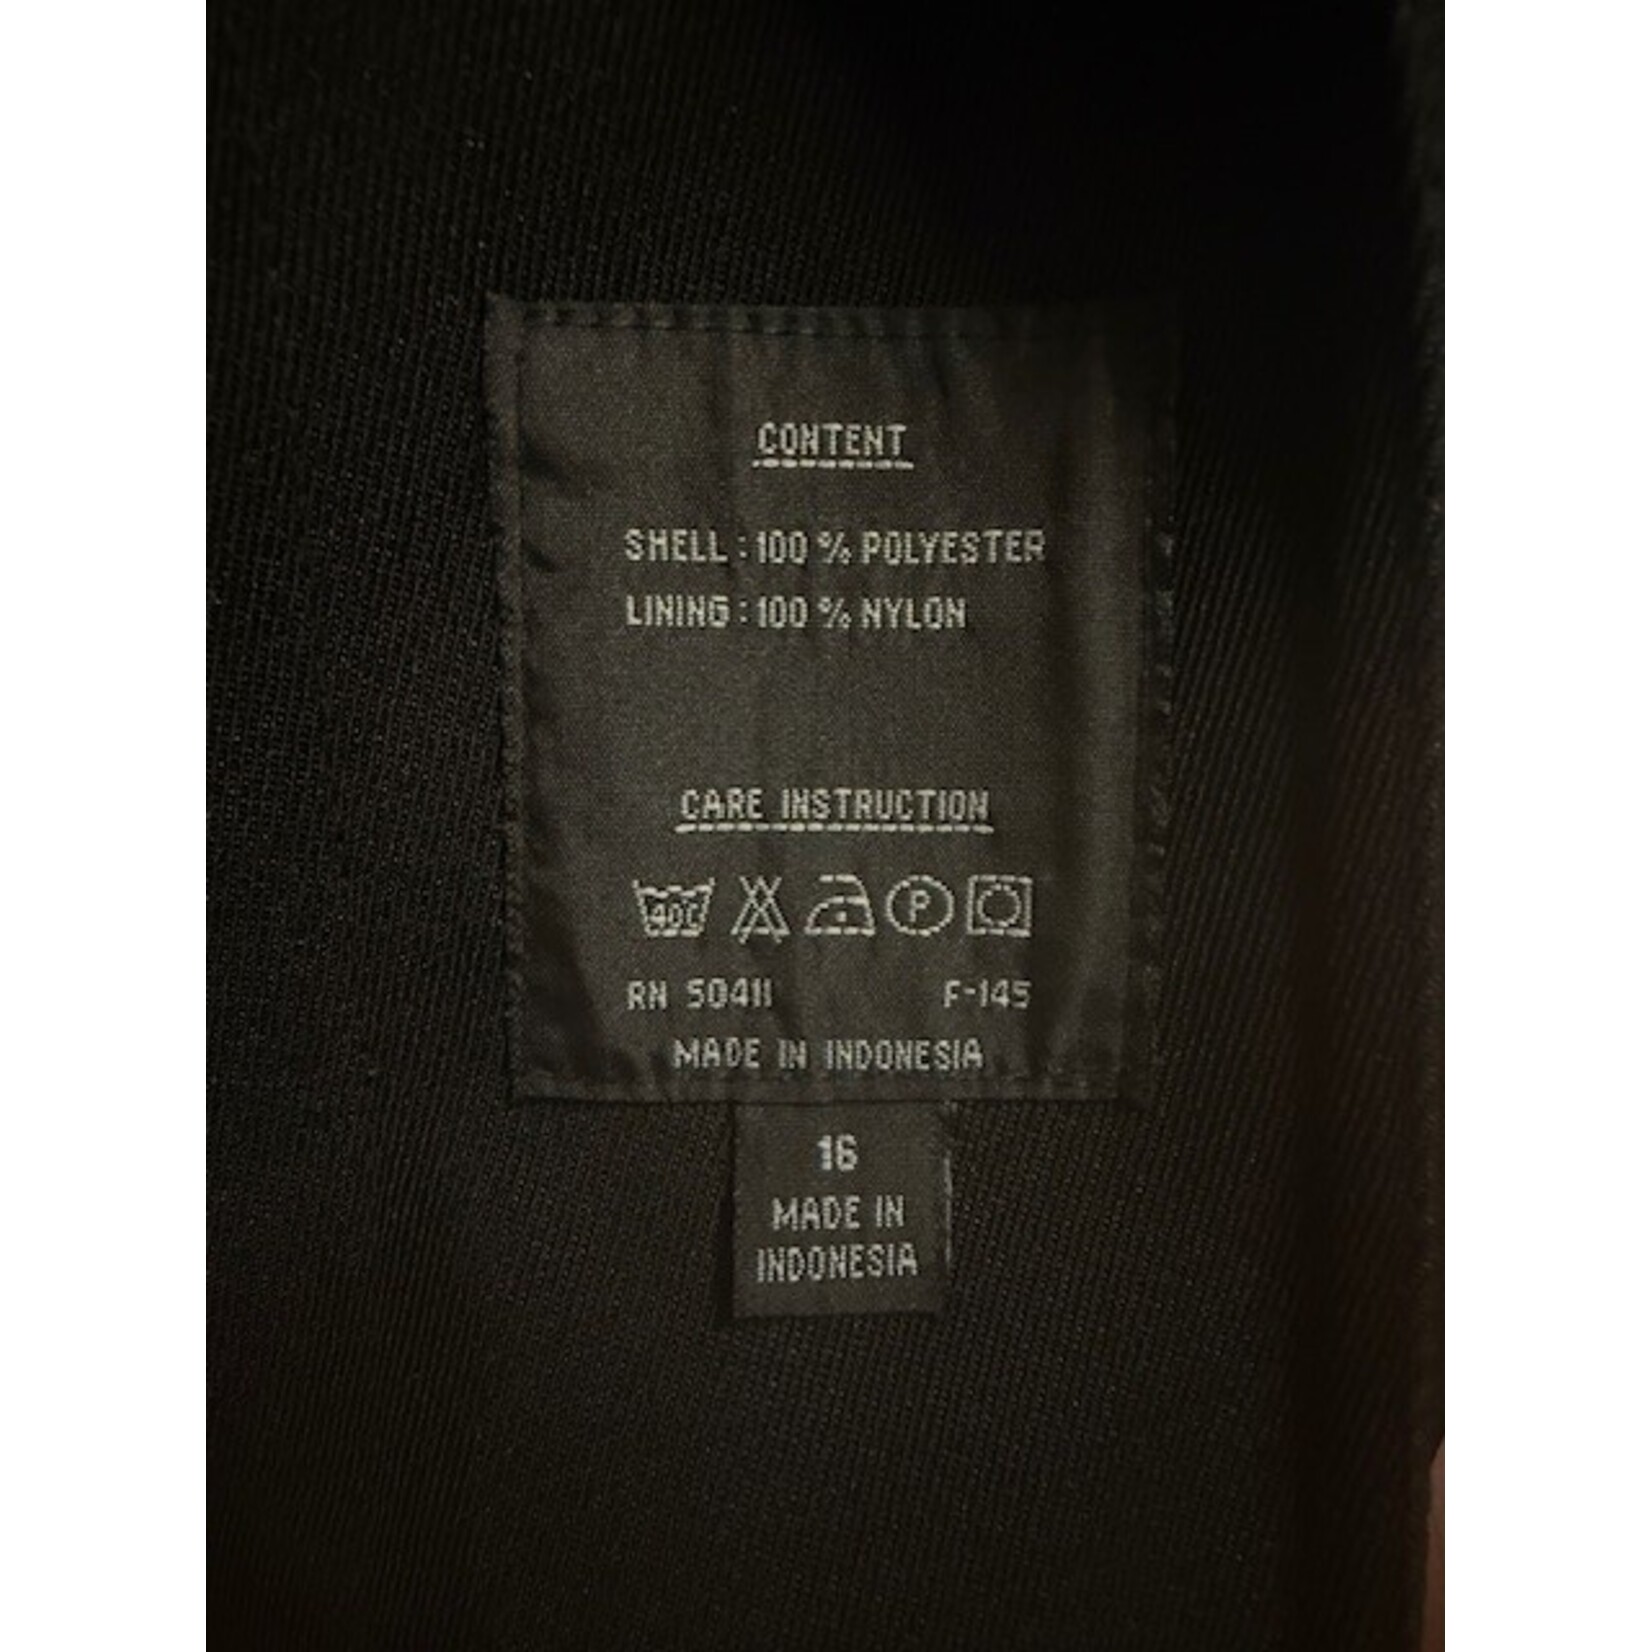 CONTENT
SHELL : 100 % POLYESTER
LINING : 100 % NYLON
CARE INSTRUCTION
40C P
RN 50411 F-145
MADE IN INDONESIA
16
MADE IN
INDONESIA